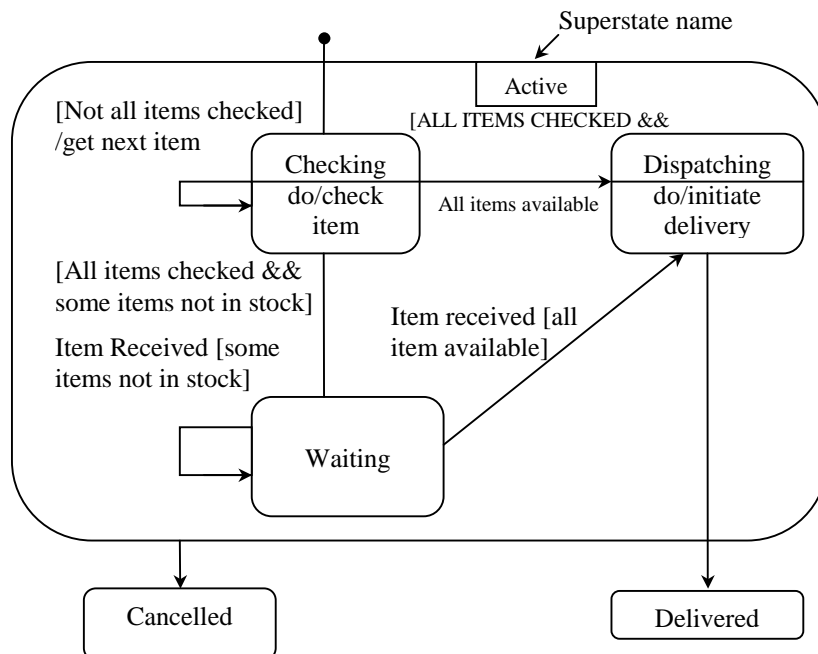 Superstate name
Active
[Not all items checked]
/get next item
[ALL ITEMS CHECKED &&
Checking
do/check
item
All items available
Dispatching
do/initiate
delivery
[All items checked &&
some items not in stock]
Item Received [some
items not in stock]
Item received [all
item available]
Waiting
Cancelled
Delivered